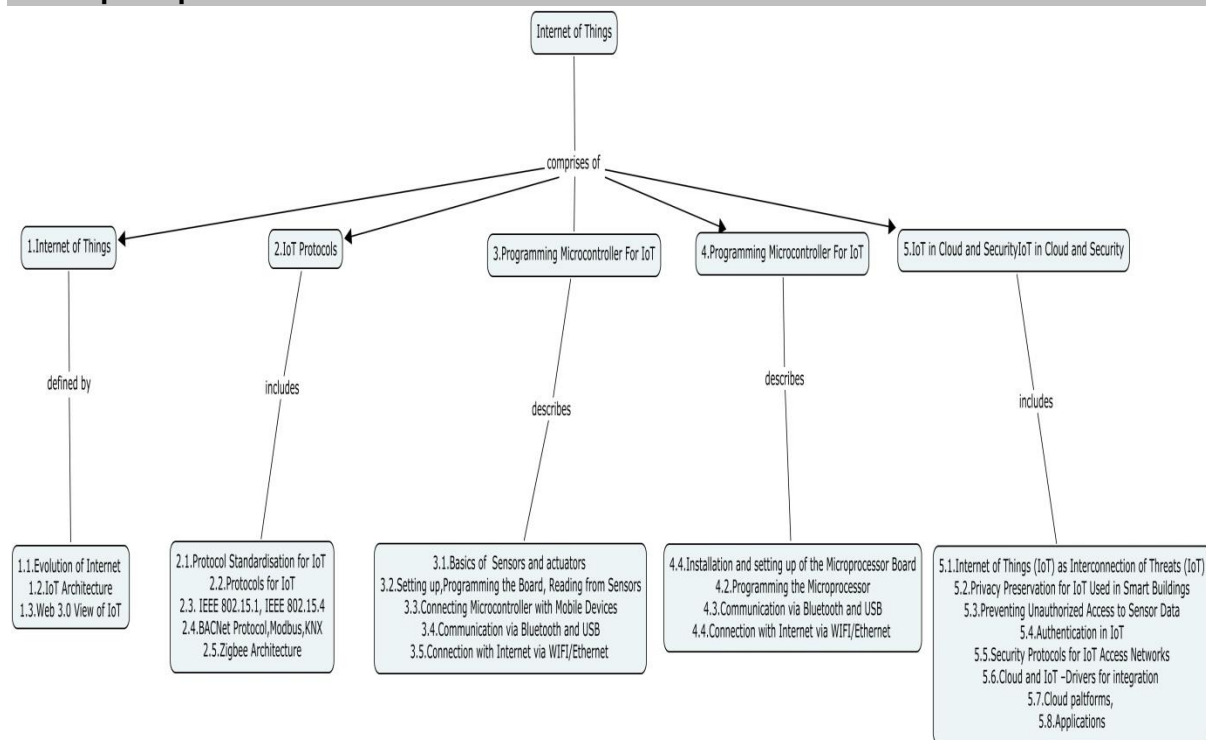 Internet of Things
comprises of
1.Internet of Things
2.IoT Protocols
3.Programming Microcontroller For IoT
4.Programming Microcontroller For IoT
5.IoT in Cloud and SecurityIoT in Cloud and Security
defined by
includes
describes
describes
includes
1.1.Evolution of Internet
1.2.IoT Architecture
1.3.Web 3.0 View of IoT
2.1.Protocol Standardisation for IoT
2.2.Protocols for IoT
2.3. IEEE 802.15.1, IEEE 802.15.4
2.4.BACNet Protocol,Modbus,KNX
2.5.Zigbee Architecture
3.1.Basics of Sensors and actuators
3.2.Setting up,Programming the Board, Reading from Sensors
3.3.Connecting Microcontroller with Mobile Devices
3.4.Communication via Bluetooth and USB
3.5.Connection with Internet via WIFI/Ethernet
4.4.Installation and setting up of the Microprocessor Board
4.2.Programming the Microprocessor
4.3.Communication via Bluetooth and USB
4.4.Connection with Internet via WIFI/Ethernet
5.1.Internet of Things (IoT) as Interconnection of Threats (IoT)
5.2.Privacy Preservation for IoT Used in Smart Buildings
5.3.Preventing Unauthorized Access to Sensor Data
5.4.Authentication in IoT
5.5.Security Protocols for IoT Access Networks
5.6.Cloud and IoT –Drivers for integration
5.7.Cloud paltforms,
5.8.Applications